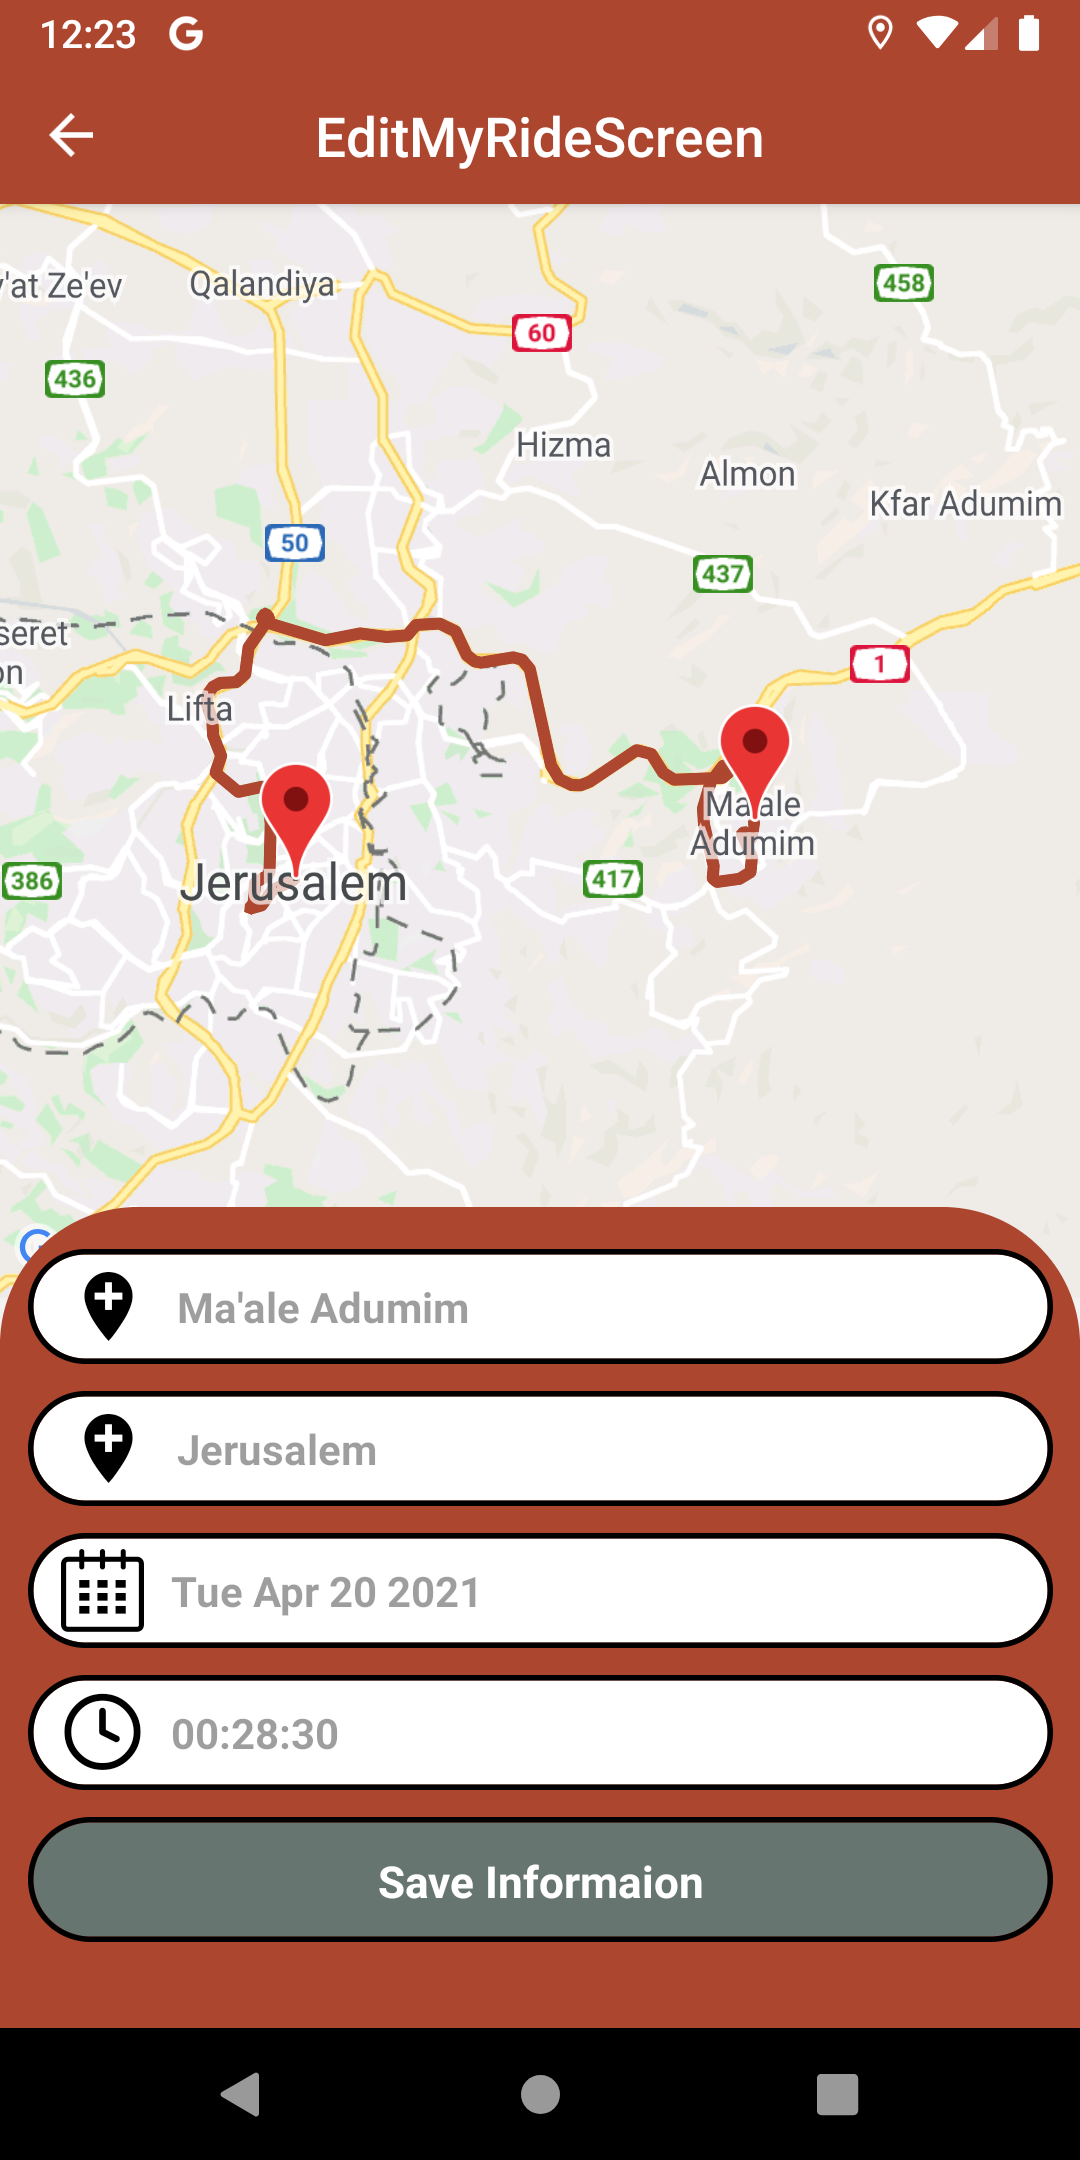 12:23
EditMyRideScreen
'at Ze'ev
Qalandiya
458
60
436
Hizma
Almon
Kfar Adumim
50
437
seret
on
1
Lifta
Ma'ale
Adumim
386
Jerusalem
417
Ma'ale Adumim
Jerusalem
Tue Apr 20 2021
00:28:30
Save Informaion